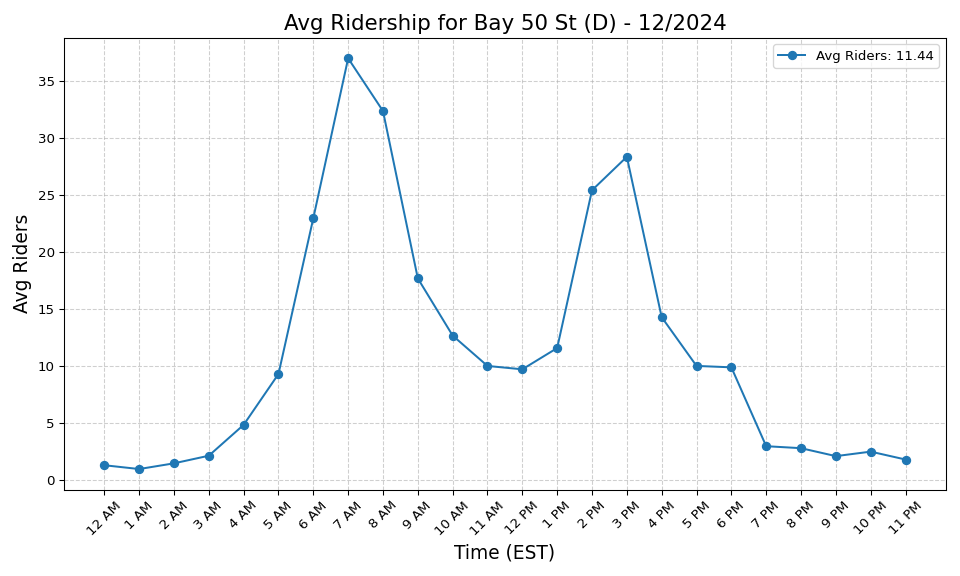 Avg Ridership for Bay 50 St (D) - 12/2024
Avg Riders: 11.44
Avg Riders
35
30
25
20
15
10
5
0
12 AM
1 AM
2 AM
3 AM
4 AM
5 AM
6 AM
7 AM
8 AM
9 AM
10 AM
11 AM
12 PM
1 PM
2 PM
3 PM
4 PM
5 PM
6 PM
7 PM
8 PM
9 PM
10 PM
11 PM
Time (EST)